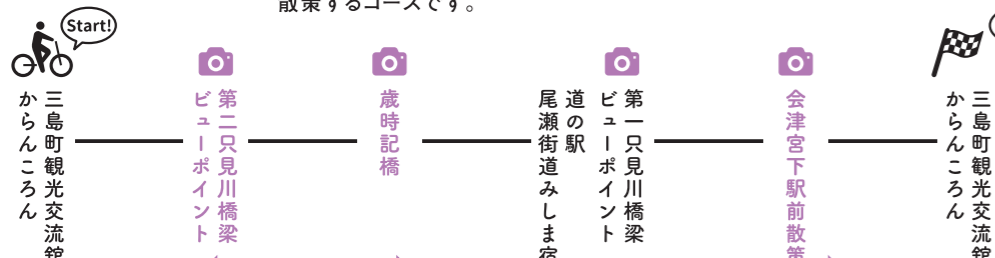 散策するコースです。
Start!
三島町観光交流館
からんころん
第二只見川橋梁
ビューポイント
歳時記橋
第一只見川橋梁
ビューポイント
道の駅
尾瀬街道みしま宿
会津宮下駅前散策
三島町観光交流館
からんころん